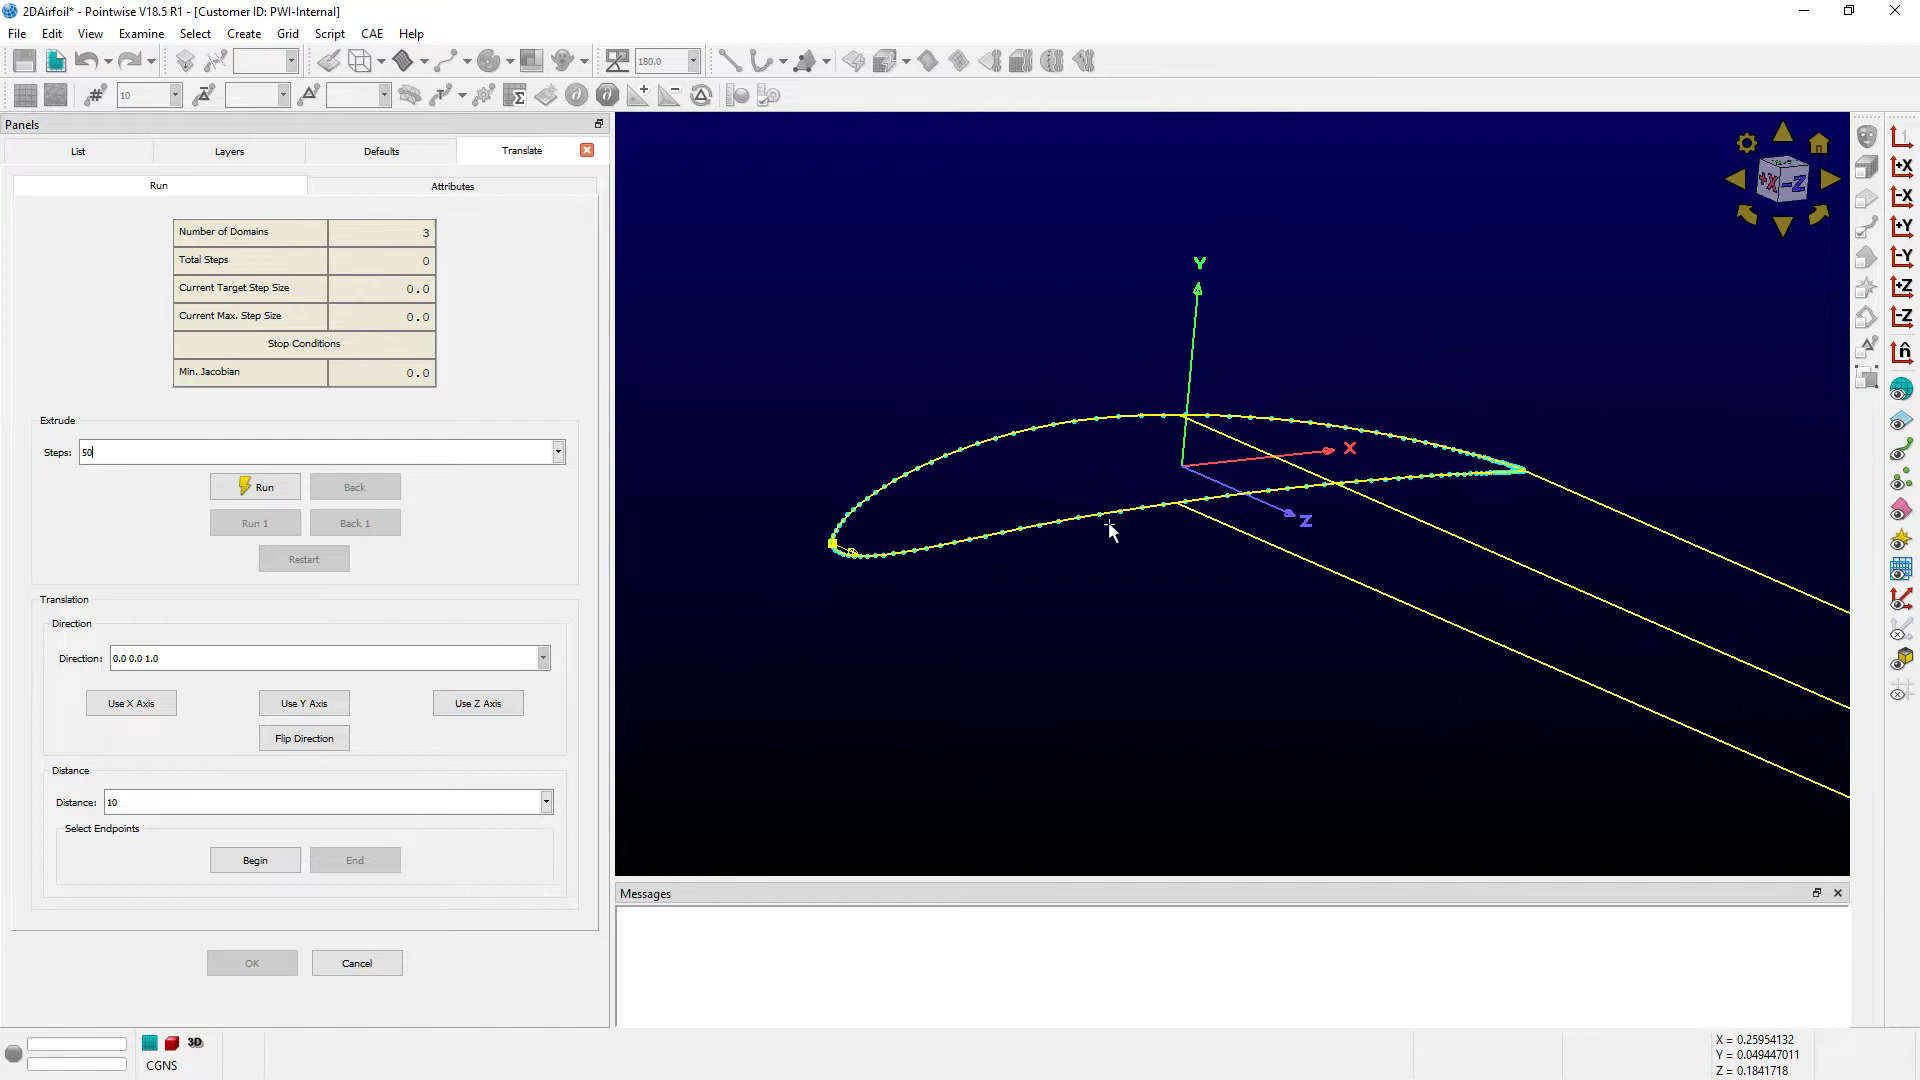 2DAirfoil* - Pointwise V18.5 R1 - [Customer ID: PWI-Internal]
File Edit View Examine Select Create Grid Script CAE Help
180.0
10
Panels
List Layers Defaults Translate
Run Attributes
Number of Domains 3
Total Steps 0
Current Target Step Size 0.0
Current Max. Step Size 0.0
Stop Conditions
Min. Jacobian 0.0
Extrude
Steps: 50
Run Back
Run 1 Back 1
Restart
Translation
Direction
Direction: 0.0 0.0 1.0
Use X Axis Use Y Axis Use Z Axis
Flip Direction
Distance
Distance: 10
Select Endpoints
Begin End
OK Cancel
Y
X
Z
+X -Z
+X
-X
+Y
-Y
+Z
-Z
n̂
Messages
3D
CGNS
X = 0.25954132
Y = 0.049447011
Z = 0.1841718